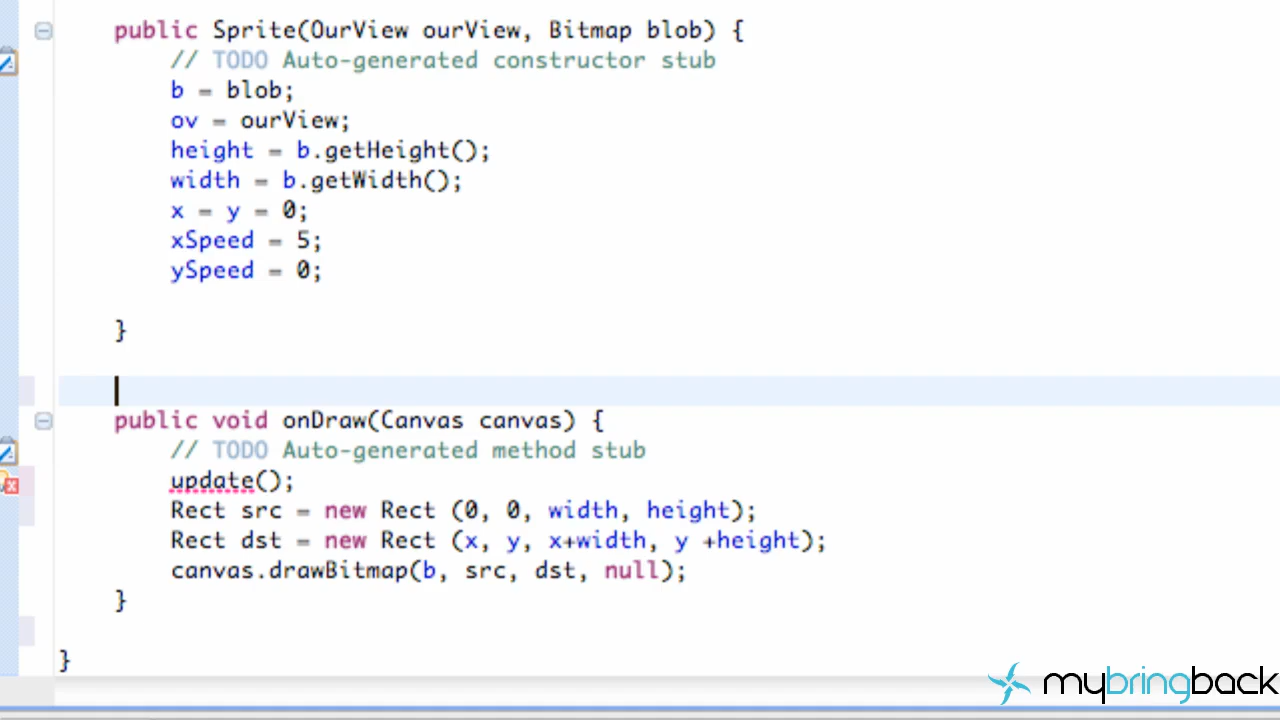 public Sprite(OurView ourView, Bitmap blob) {
// TODO Auto-generated constructor stub
b = blob;
ov = ourView;
height = b.getHeight();
width = b.getWidth();
x = y = 0;
xSpeed = 5;
ySpeed = 0;
}
public void onDraw(Canvas canvas) {
// TODO Auto-generated method stub
update();
Rect src = new Rect (0, 0, width, height);
Rect dst = new Rect (x, y, x+width, y +height);
canvas.drawBitmap(b, src, dst, null);
}
}
mybringback